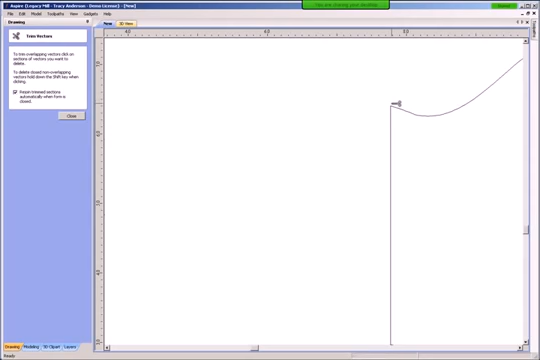 Aspire (Legacy Mill - Tracy Anderson - Demo License) - [New]
File Edit Model Toolpaths View Gadgets Help
Drawing
New 3D View
Trim Vectors
To trim overlapping vectors click on
sections of vectors you want to
delete.
To delete closed non-overlapping
vectors hold down the
key when
clicking.
Rejoin trimmed sections
automatically when form is
closed.
Close
Drawing Modeling 3D Clipart Layers
Ready